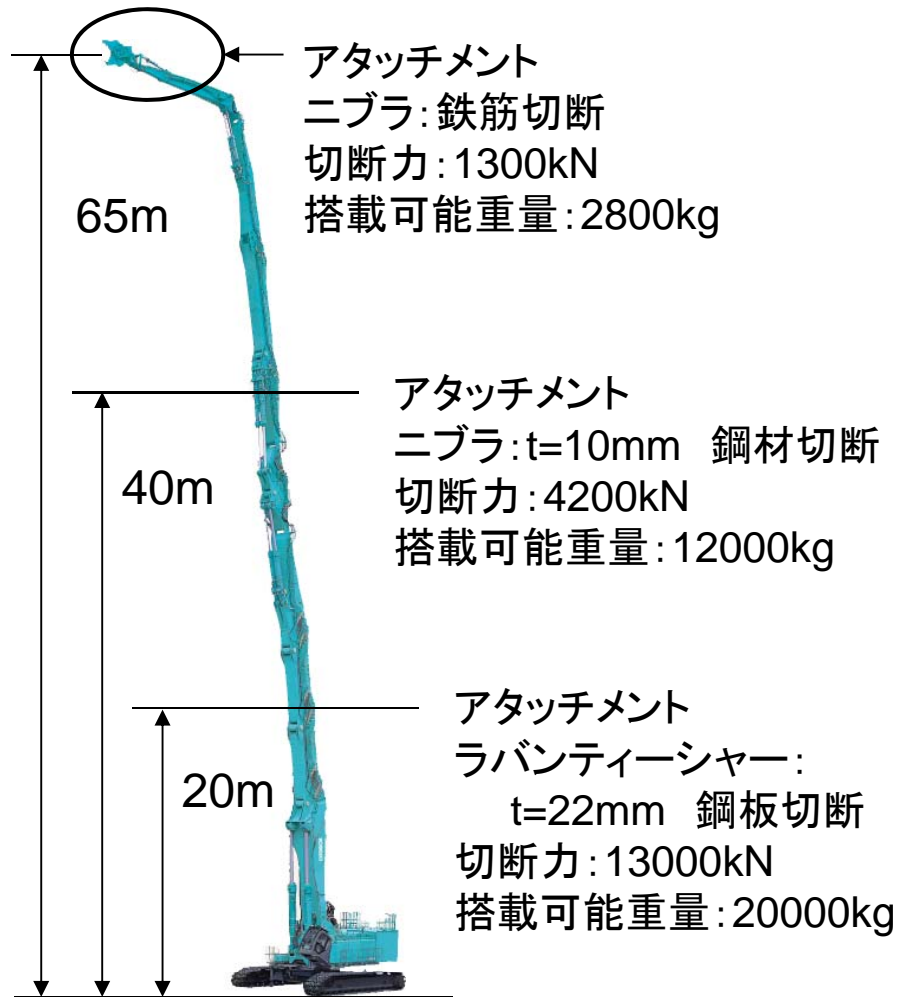 アタッチメント
ニブラ：鉄筋切断
切断力：1300kN
搭載可能重量：2800kg
65m
アタッチメント
ニブラ：t=10mm　鋼材切断
切断力：4200kN
搭載可能重量：12000kg
40m
アタッチメント
ラバンティーシャー：
t=22mm　鋼板切断
切断力：13000kN
搭載可能重量：20000kg
20m